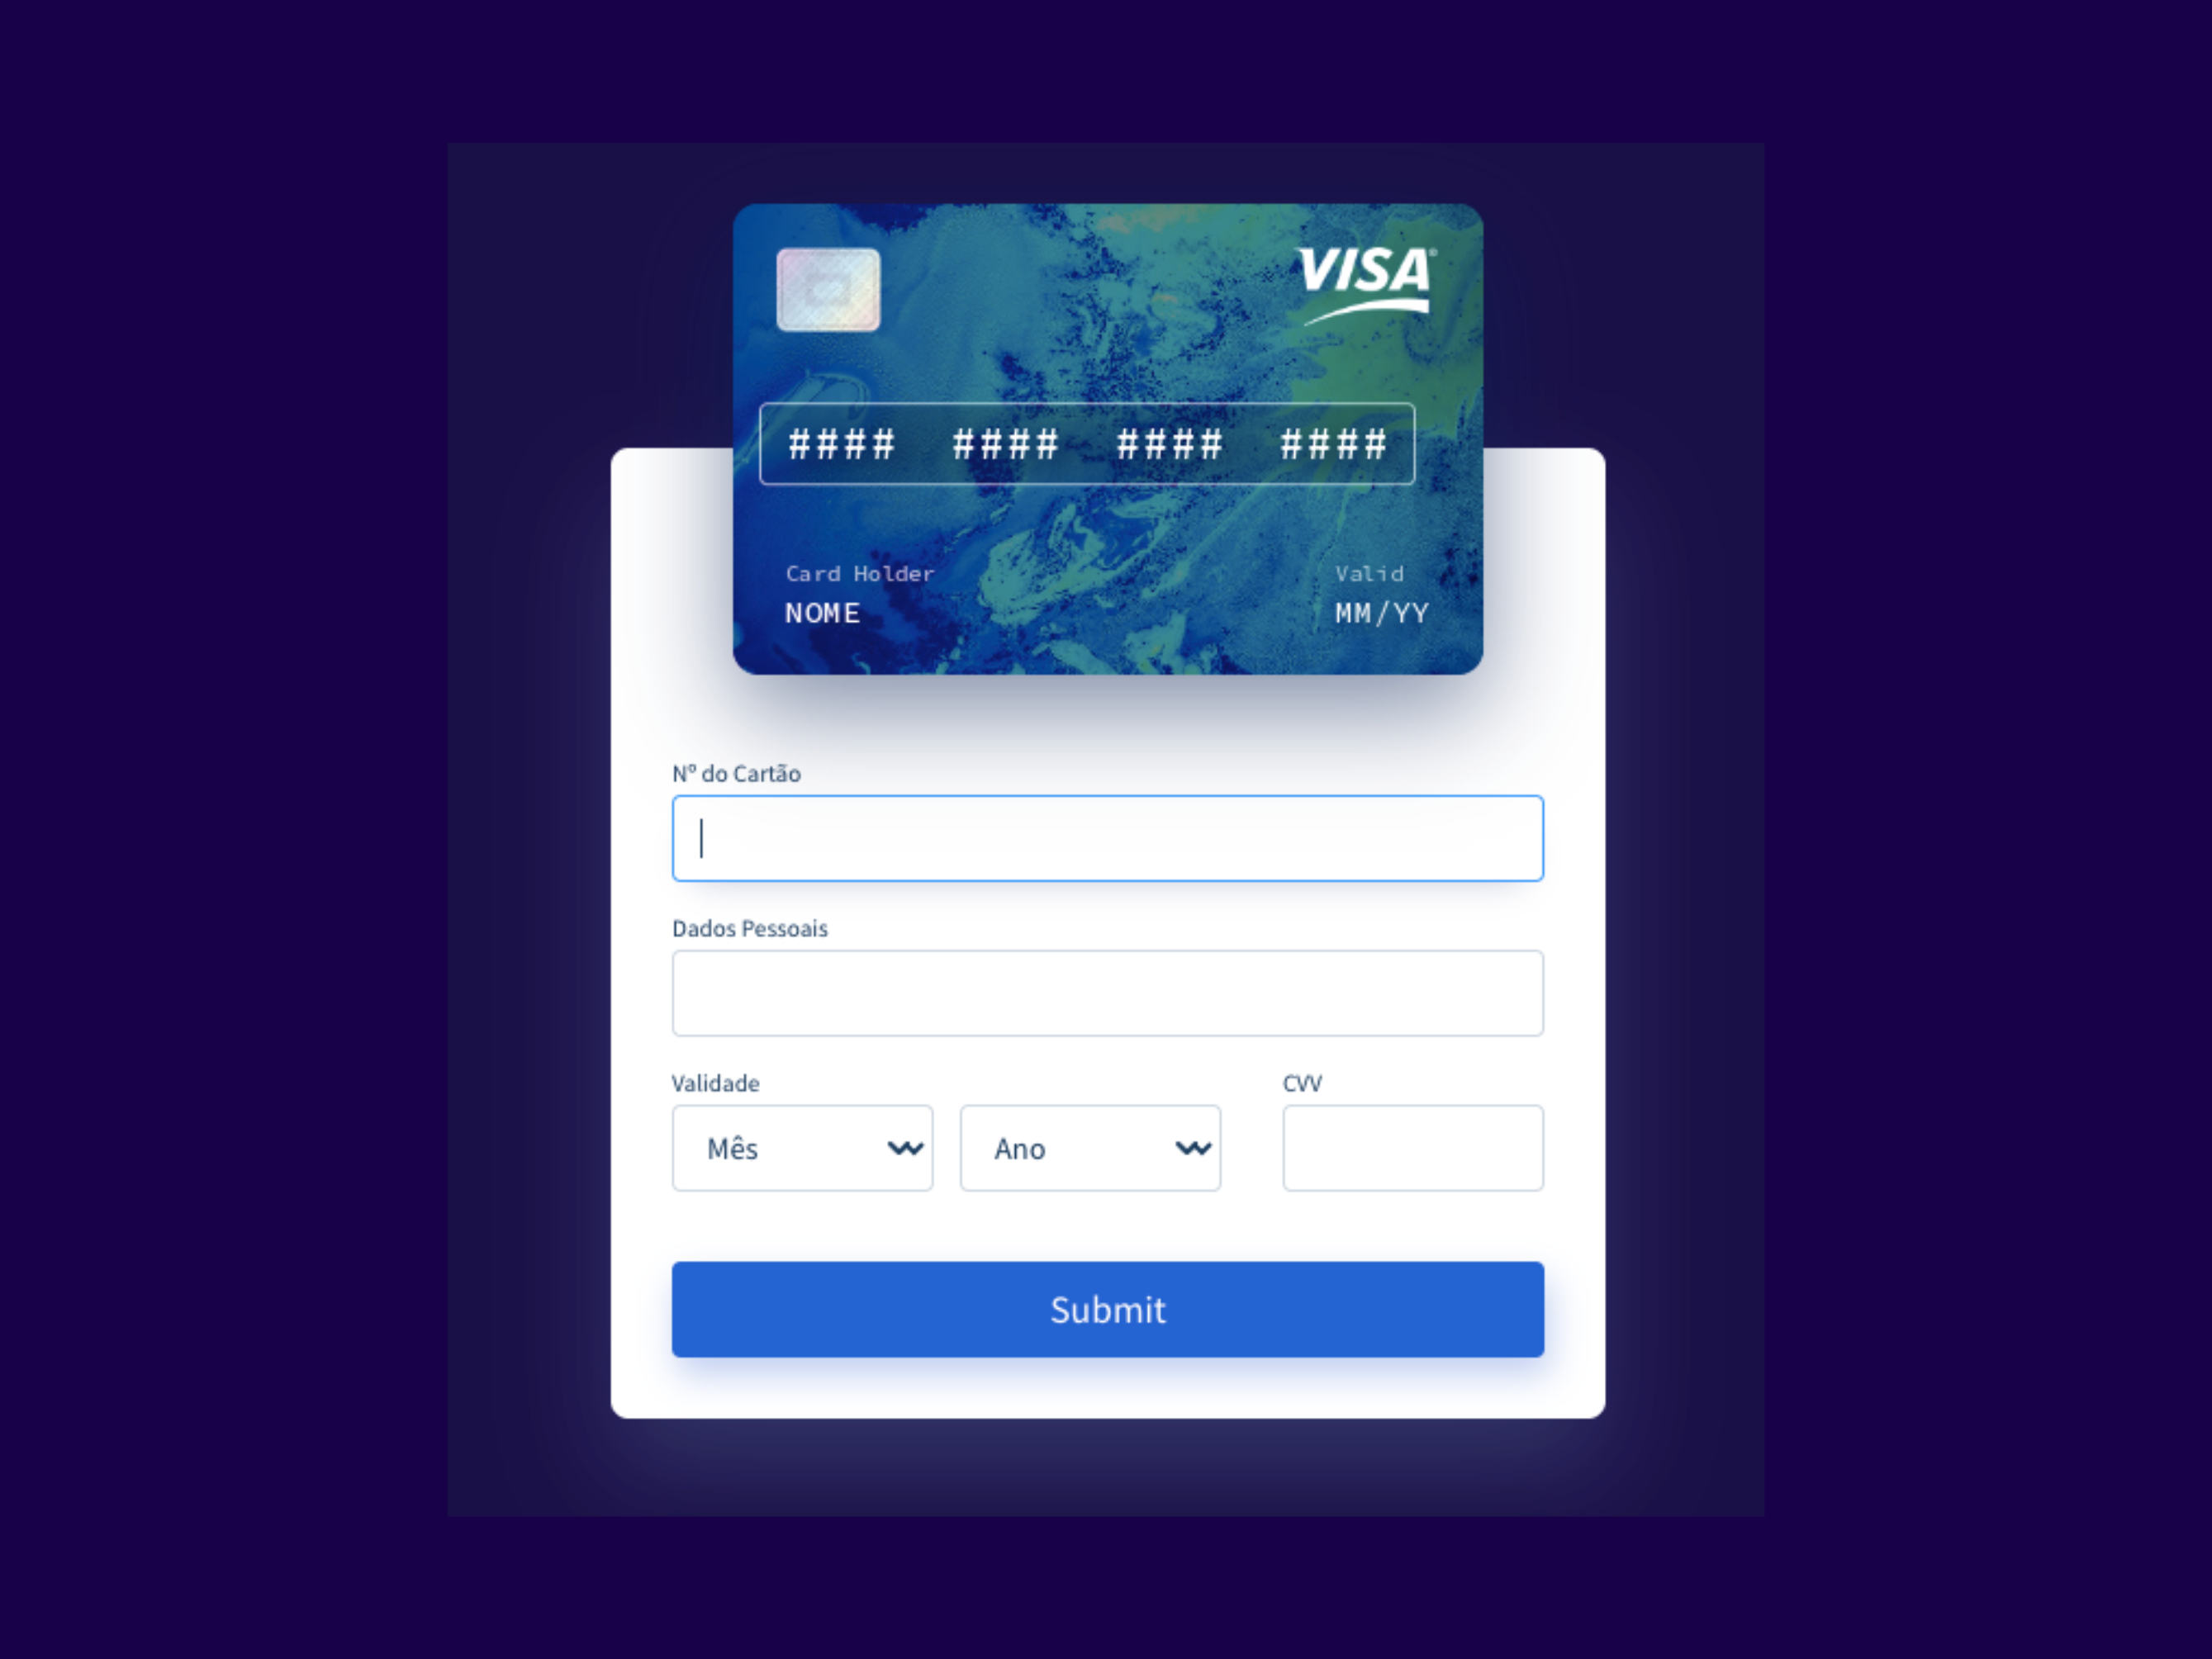 VISA®
#### #### #### ####
Card Holder Valid
NOME MM/YY
Nº do Cartão
Dados Pessoais
Validade CVV
Mês Ano
Submit